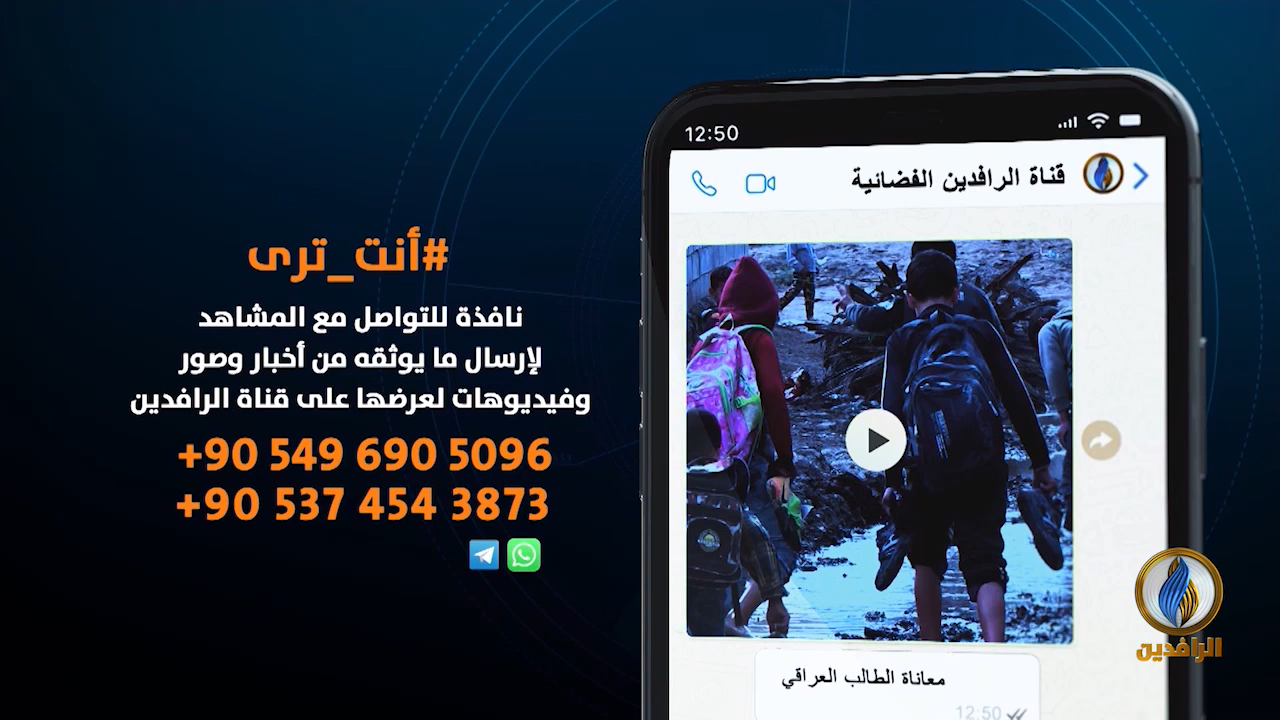 #أنت_ترى
نافذة للتواصل مع المشاهد
لإرسال ما يوثقه من أخبار وصور
وفيديوهات لعرضها على قناة الرافدين
+90 549 690 5096
+90 537 454 3873
12:50
قناة الرافدين الفضائية
معاناة الطالب العراقي
12:50
الرافدين